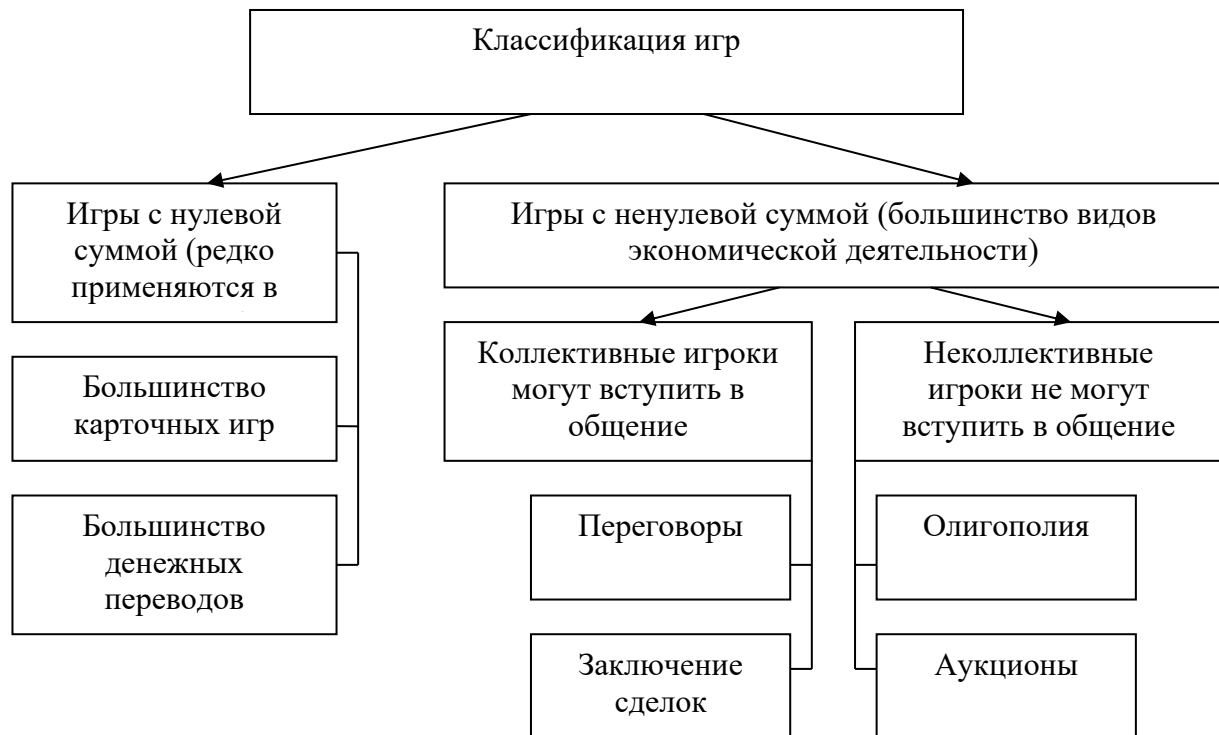 Классификация игр
Игры с нулевой
суммой (редко
применяются в
Большинство
карточных игр
Большинство
денежных
переводов
Игры с ненулевой суммой (большинство видов
экономической деятельности)
Коллективные игроки
могут вступить в
общение
Переговоры
Заключение
сделок
Неколлективные
игроки не могут
вступить в общение
Олигополия
Аукционы